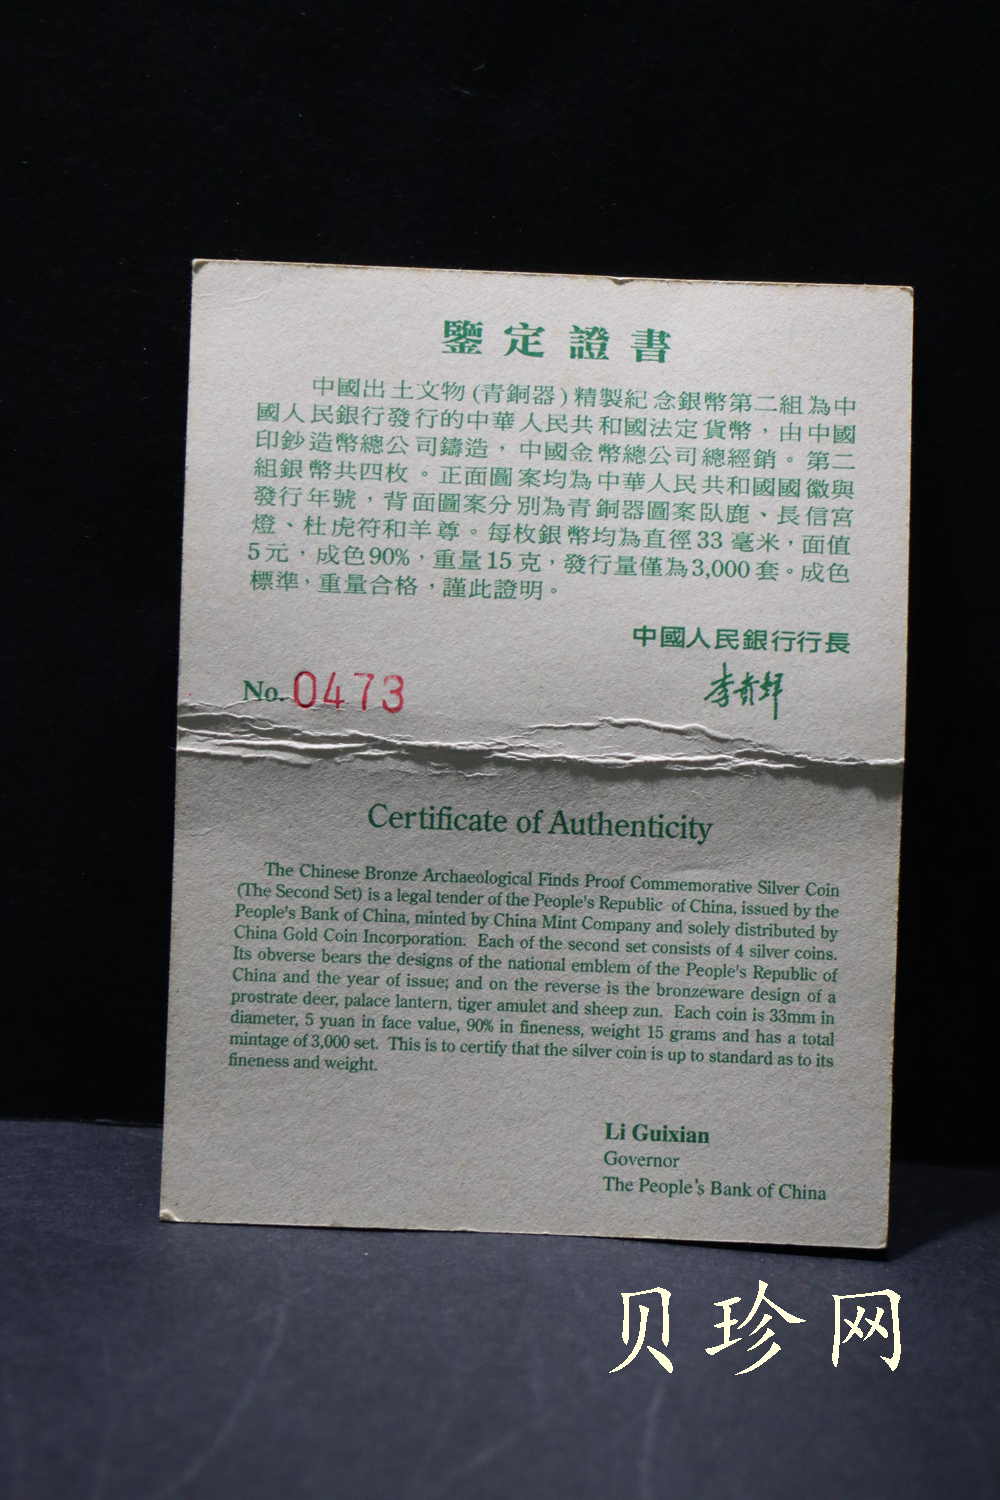 鑒定證書
中國出土文物(青銅器)精製紀念銀幣第二組為中
國人民銀行發行的中華人民共和國法定貨幣，由中國
印鈔造幣總公司鑄造，中國金幣總公司總經銷。第二
組銀幣共四枚。正面圖案均為中華人民共和國國徽與
發行年號，背面圖案分別為青銅器圖案臥鹿、長信宮
燈、杜虎符和羊尊。每枚銀幣均為直徑33毫米，面值
5元，成色90%，重量15克，發行量僅為3,000套。成色
標準，重量合格，謹此證明。
中國人民銀行行長
李貴鲜
No. 0473
Certificate of Authenticity
The Chinese Bronze Archaeological Finds Proof Commemorative Silver Coin
(The Second Set) is a legal tender of the People's Republic of China, issued by the
People's Bank of China, minted by China Mint Company and solely distributed by
China Gold Coin Incorporation. Each of the second set consists of 4 silver coins.
Its obverse bears the designs of the national emblem of the People's Republic of
China and the year of issue; and on the reverse is the bronzeware design of a
prostrate deer, palace lantern, tiger amulet and sheep zun. Each coin is 33mm in
diameter, 5 yuan in face value, 90% in fineness, weight 15 grams and has a total
mintage of 3,000 set. This is to certify that the silver coin is up to standard as to its
fineness and weight.
Li Guixian
Governor
The People's Bank of China
贝珍网